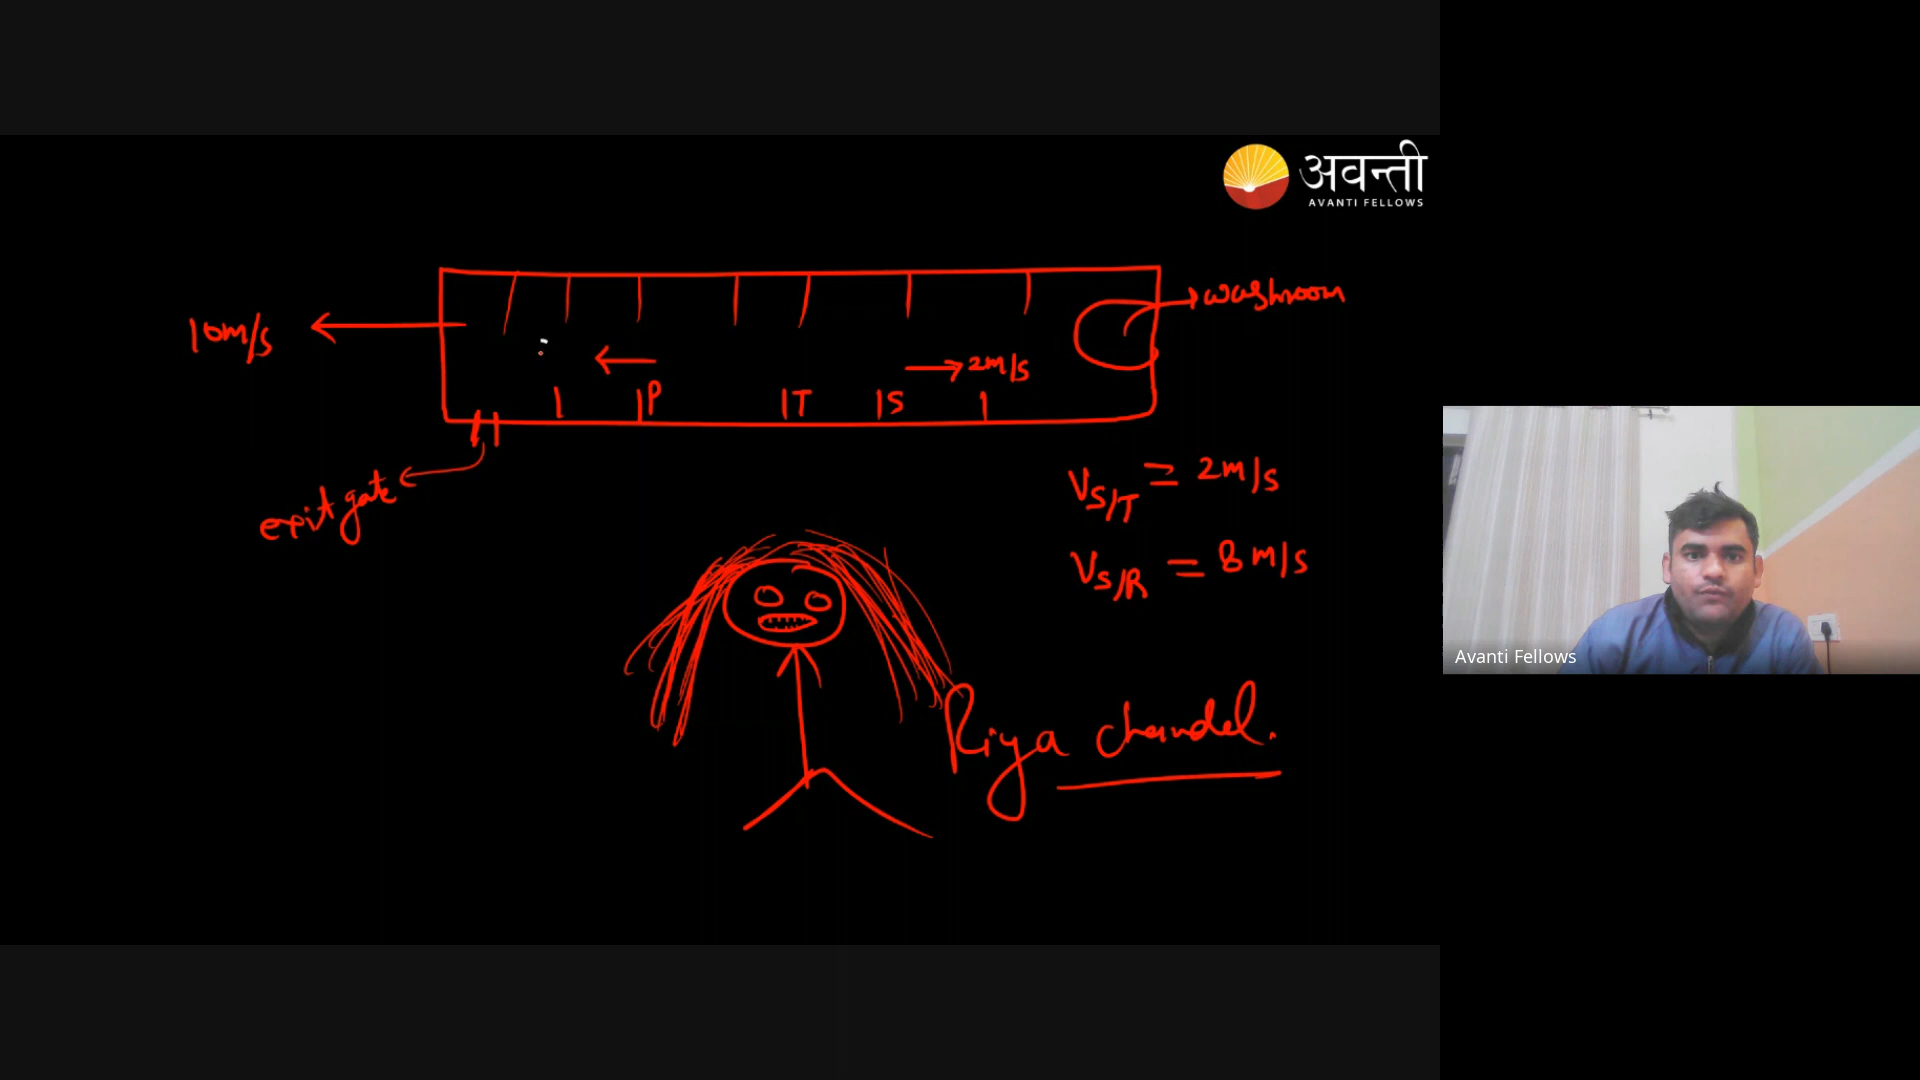 अवन्ती
AVANTI FELLOWS
washroom
10m/s
2m/s
P
T
S
exit gate
VS/T = 2m/s
VS/R = 8m/s
Riya chandel.
Avanti Fellows